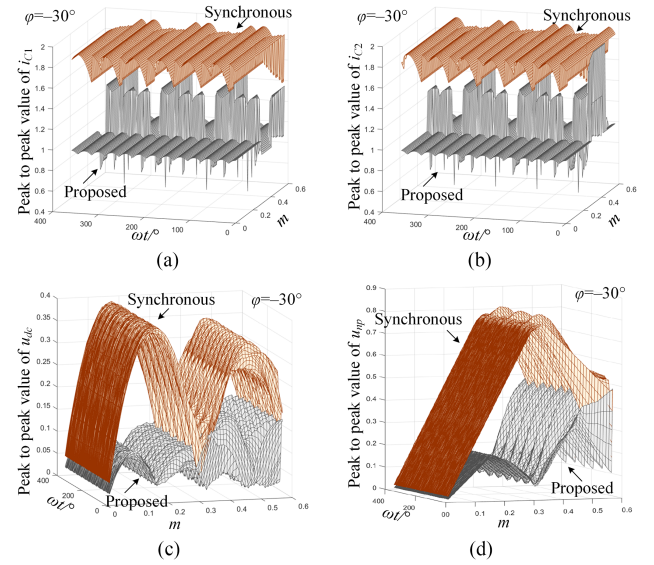 φ=–30°
Synchronous
Peak to peak value of iC1
2
1.8
1.6
1.4
1.2
1
0.8
0.6
0.4
Proposed
400
300
200
100
0
ωt/°
0
0.2
0.4
0.6
m
(a)
φ=–30°
Synchronous
Peak to peak value of iC2
2
1.8
1.6
1.4
1.2
1
0.8
0.6
0.4
Proposed
400
300
200
100
0
ωt/°
0
0.2
0.4
0.6
m
(b)
φ=–30°
Synchronous
Peak to peak value of udc
0.4
0.35
0.3
0.25
0.2
0.15
0.1
0.05
0
Proposed
400
200
0
ωt/°
0
0.1
0.2
0.3
0.4
0.5
0.6
m
(c)
φ=–30°
Synchronous
Peak to peak value of unp
0.9
0.8
0.7
0.6
0.5
0.4
0.3
0.2
0.1
0
Proposed
400
200
0
ωt/°
0
0.1
0.2
0.3
0.4
0.5
0.6
m
(d)